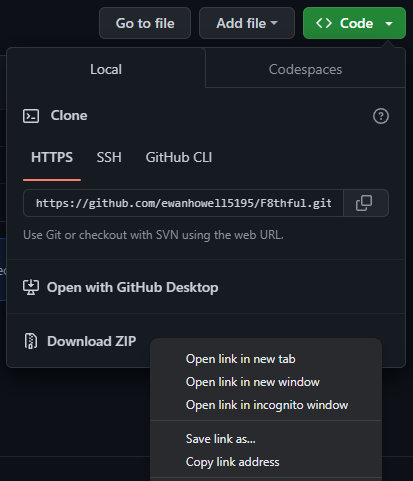 Go to file Add file Code
Local Codespaces
Clone
HTTPS SSH GitHub CLI
https://github.com/ewanhowell5195/F8thful.git
Use Git or checkout with SVN using the web URL.
Open with GitHub Desktop
Download ZIP
Open link in new tab
Open link in new window
Open link in incognito window
Save link as...
Copy link address